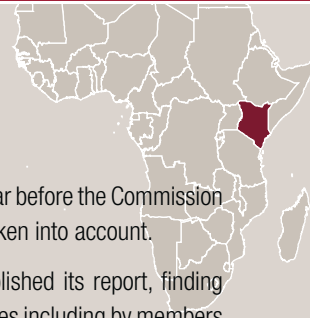 ar before the Commission
ken into account.
lished its report, finding
es including by members